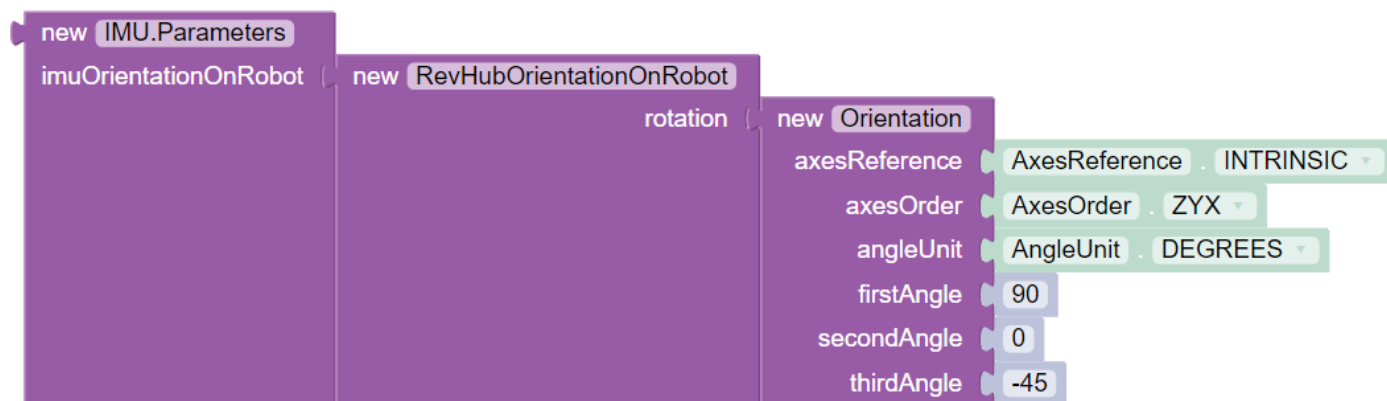 new IMU.Parameters
imuOrientationOnRobot new RevHubOrientationOnRobot
rotation new Orientation
axesReference AxesReference . INTRINSIC
axesOrder AxesOrder . ZYX
angleUnit AngleUnit . DEGREES
firstAngle 90
secondAngle 0
thirdAngle -45